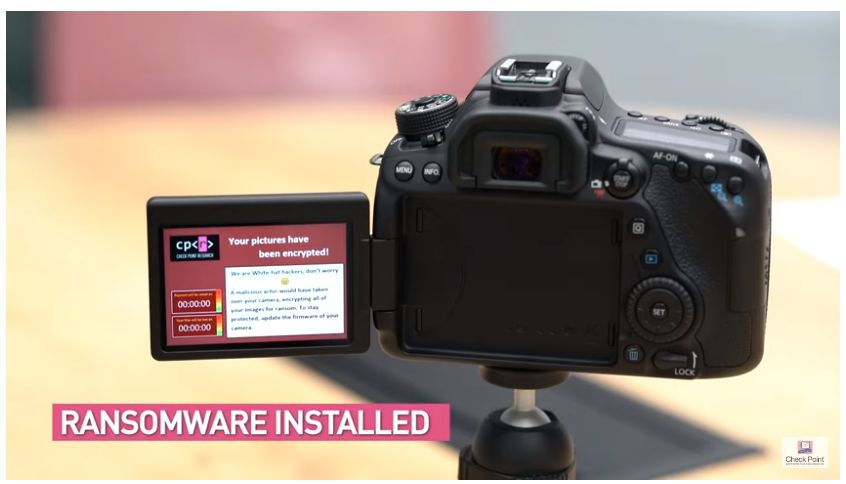 cp<r>
CHECK POINT RESEARCH
Your pictures have
been encrypted!
We are White-hat hackers, don't worry
A malicious actor would have taken
over your camera, encrypting all of
your images for ransom. To stay
protected, update the firmware of your
camera.
00:00:00
00:00:00
MENU
INFO.
AF-ON
START
STOP
Q
SET
LOCK
RANSOMWARE INSTALLED
Check Point